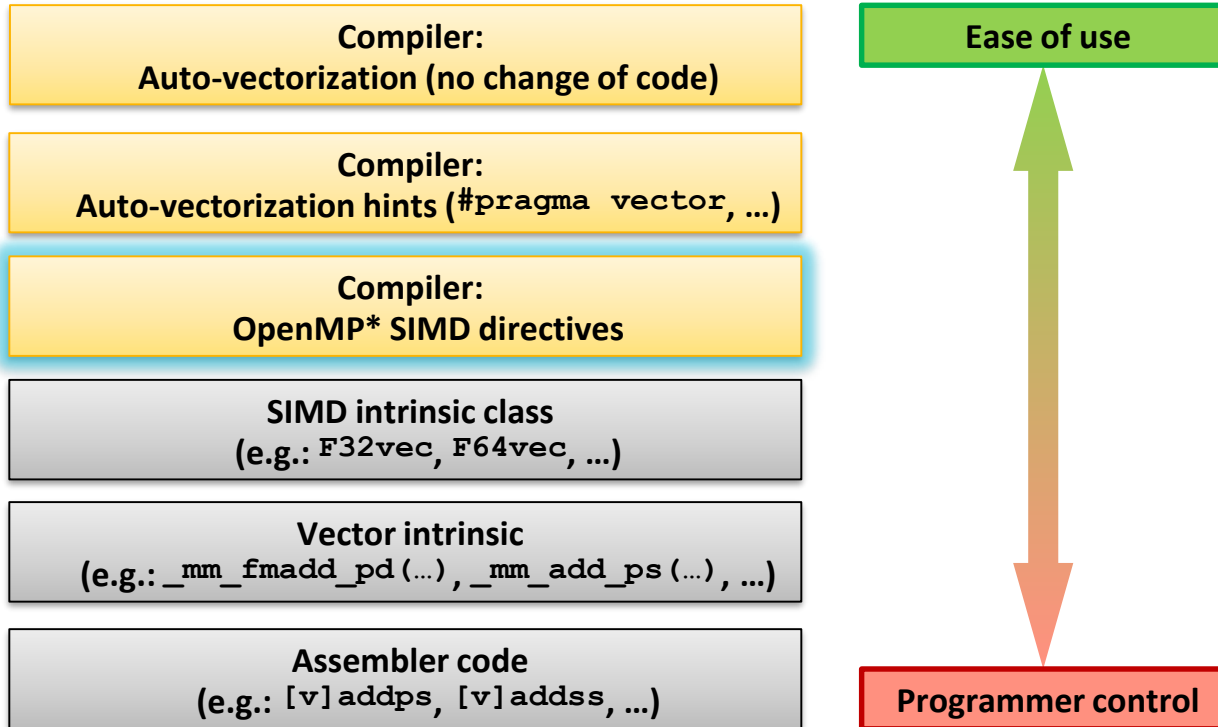 Compiler:
Auto-vectorization (no change of code)
Compiler:
Auto-vectorization hints (#pragma vector, …)
Compiler:
OpenMP* SIMD directives
SIMD intrinsic class
(e.g.: F32vec, F64vec, …)
Vector intrinsic
(e.g.: _mm_fmadd_pd(…), _mm_add_ps(…), …)
Assembler code
(e.g.: [v]addps, [v]addss, …)
Ease of use
Programmer control